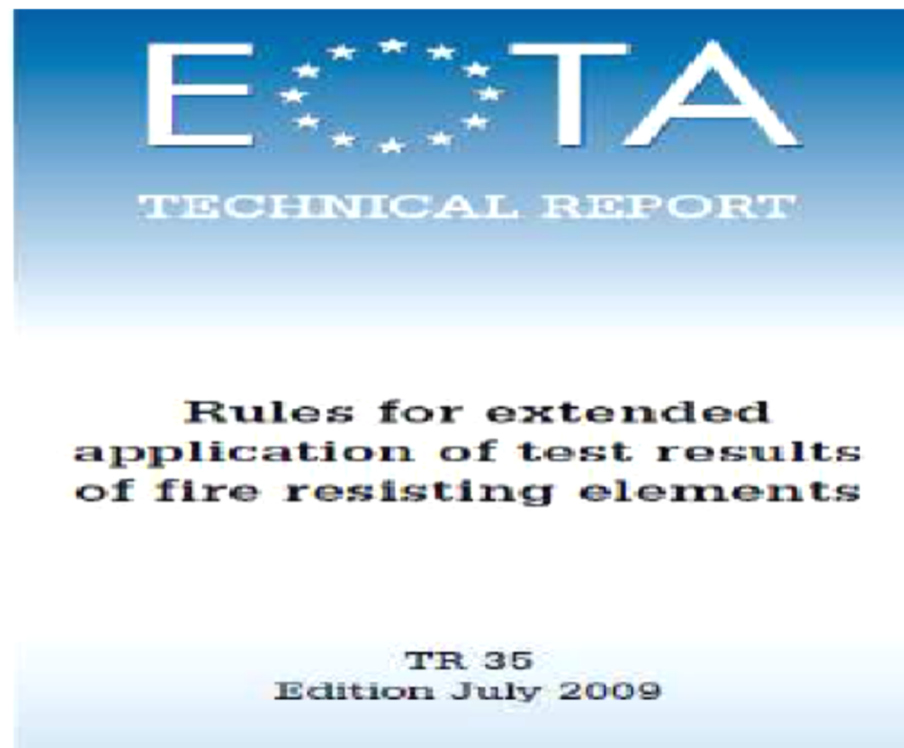 EOTA
TECHNICAL REPORT
Rules for extended
application of test results
of fire resisting elements
TR 35
Edition July 2009